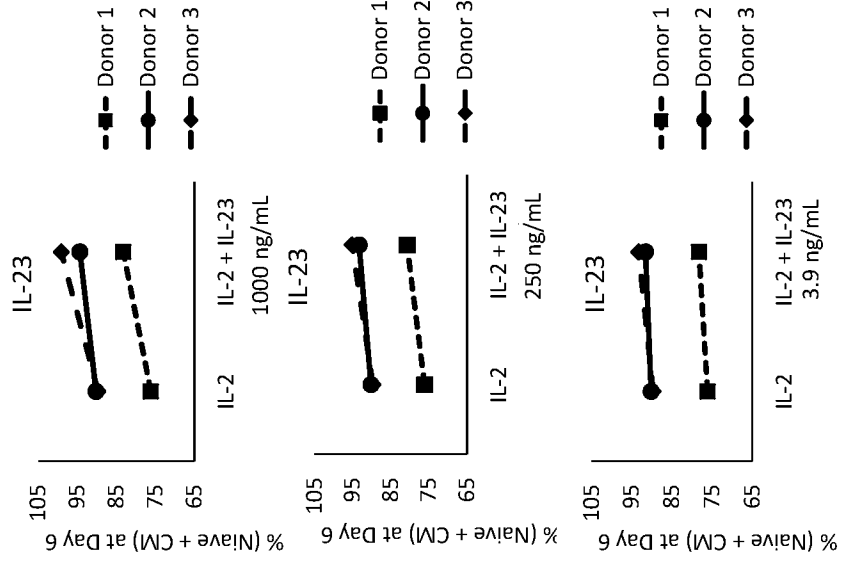 IL-23
105
95
85
75
65
% (Niave + CM) at Day 6
IL-2
IL-2 + IL-23
1000 ng/mL
Donor 1
Donor 2
Donor 3
IL-23
105
95
85
75
65
% (Naive + CM) at Day 6
IL-2
IL-2 + IL-23
250 ng/mL
Donor 1
Donor 2
Donor 3
IL-23
105
95
85
75
65
% (Naive + CM) at Day 6
IL-2
IL-2 + IL-23
3.9 ng/mL
Donor 1
Donor 2
Donor 3